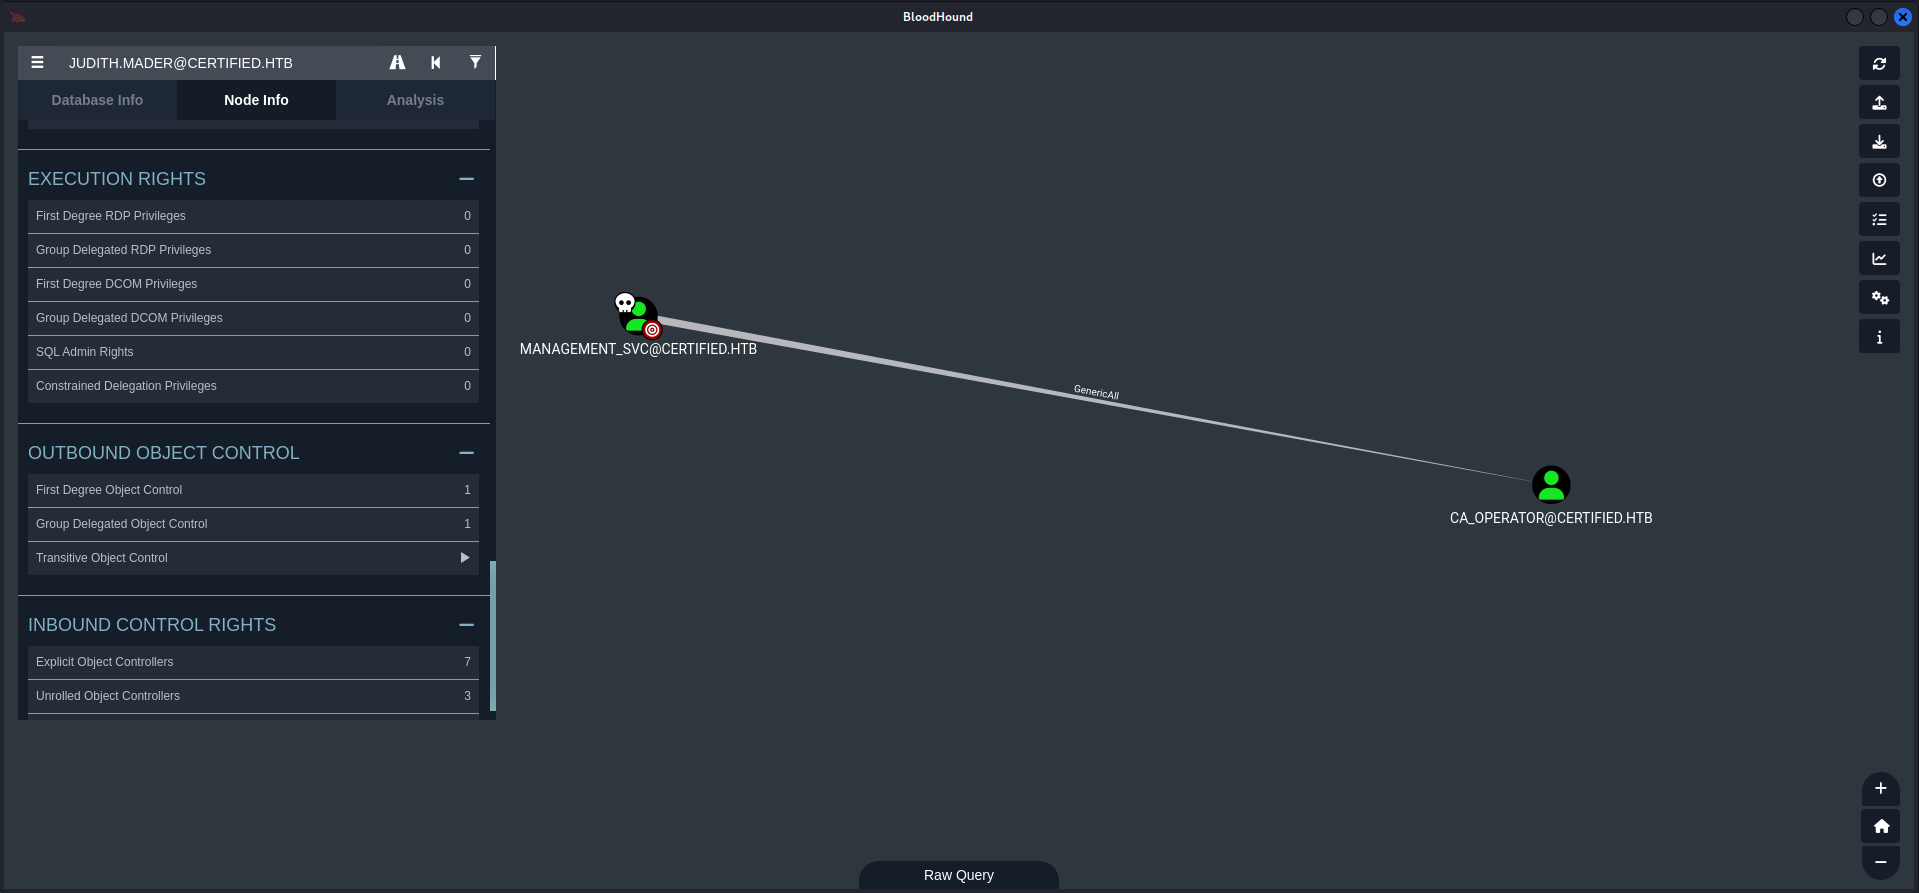 BloodHound
JUDITH.MADER@CERTIFIED.HTB
Database Info
Node Info
Analysis
EXECUTION RIGHTS
First Degree RDP Privileges 0
Group Delegated RDP Privileges 0
First Degree DCOM Privileges 0
Group Delegated DCOM Privileges 0
SQL Admin Rights 0
Constrained Delegation Privileges 0
OUTBOUND OBJECT CONTROL
First Degree Object Control 1
Group Delegated Object Control 1
Transitive Object Control
INBOUND CONTROL RIGHTS
Explicit Object Controllers 7
Unrolled Object Controllers 3
MANAGEMENT_SVC@CERTIFIED.HTB
GenericAll
CA_OPERATOR@CERTIFIED.HTB
Raw Query